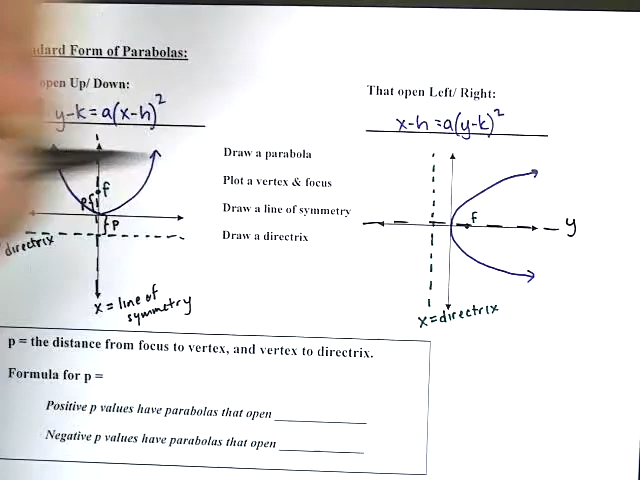 dard Form of Parabolas:
open Up/ Down:
y-k=a(x-h)²
f
p
p
directrix
x = line of
symmetry
Draw a parabola
Plot a vertex & focus
Draw a line of symmetry
Draw a directrix
That open Left/ Right:
x-h=a(y-k)²
f
y
x=directrix
p = the distance from focus to vertex, and vertex to directrix.
Formula for p =
Positive p values have parabolas that open
Negative p values have parabolas that open